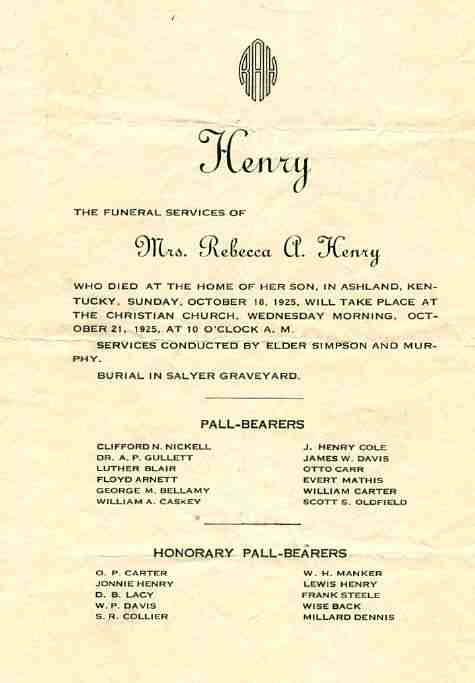 RAH
Henry
THE FUNERAL SERVICES OF
Mrs. Rebecca A. Henry
WHO DIED AT THE HOME OF HER SON, IN ASHLAND, KEN-
TUCKY, SUNDAY, OCTOBER 18, 1925, WILL TAKE PLACE AT
THE CHRISTIAN CHURCH, WEDNESDAY MORNING, OCT-
OBER 21, 1925, AT 10 O'CLOCK A. M.
SERVICES CONDUCTED BY ELDER SIMPSON AND MUR-
PHY.
BURIAL IN SALYER GRAVEYARD.
PALL-BEARERS
CLIFFORD N. NICKELL
DR. A. P. GULLETT
LUTHER BLAIR
FLOYD ARNETT
GEORGE M. BELLAMY
WILLIAM A. CASKEY
J. HENRY COLE
JAMES W. DAVIS
OTTO CARR
EVERT MATHIS
WILLIAM CARTER
SCOTT S. OLDFIELD
HONORARY PALL-BEARERS
O. P. CARTER
JONNIE HENRY
D. B. LACY
W. P. DAVIS
S. R. COLLIER
W. H. MANKER
LEWIS HENRY
FRANK STEELE
WISE BACK
MILLARD DENNIS